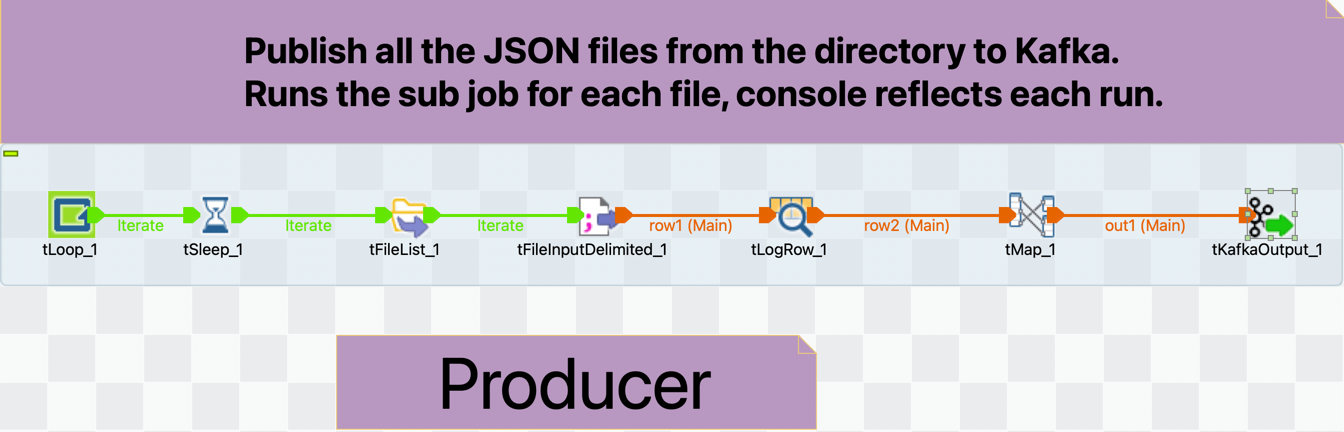 Publish all the JSON files from the directory to Kafka.
Runs the sub job for each file, console reflects each run.
Iterate
Iterate
Iterate
row1 (Main)
row2 (Main)
out1 (Main)
tLoop_1
tSleep_1
tFileList_1
tFileInputDelimited_1
tLogRow_1
tMap_1
tKafkaOutput_1
Producer